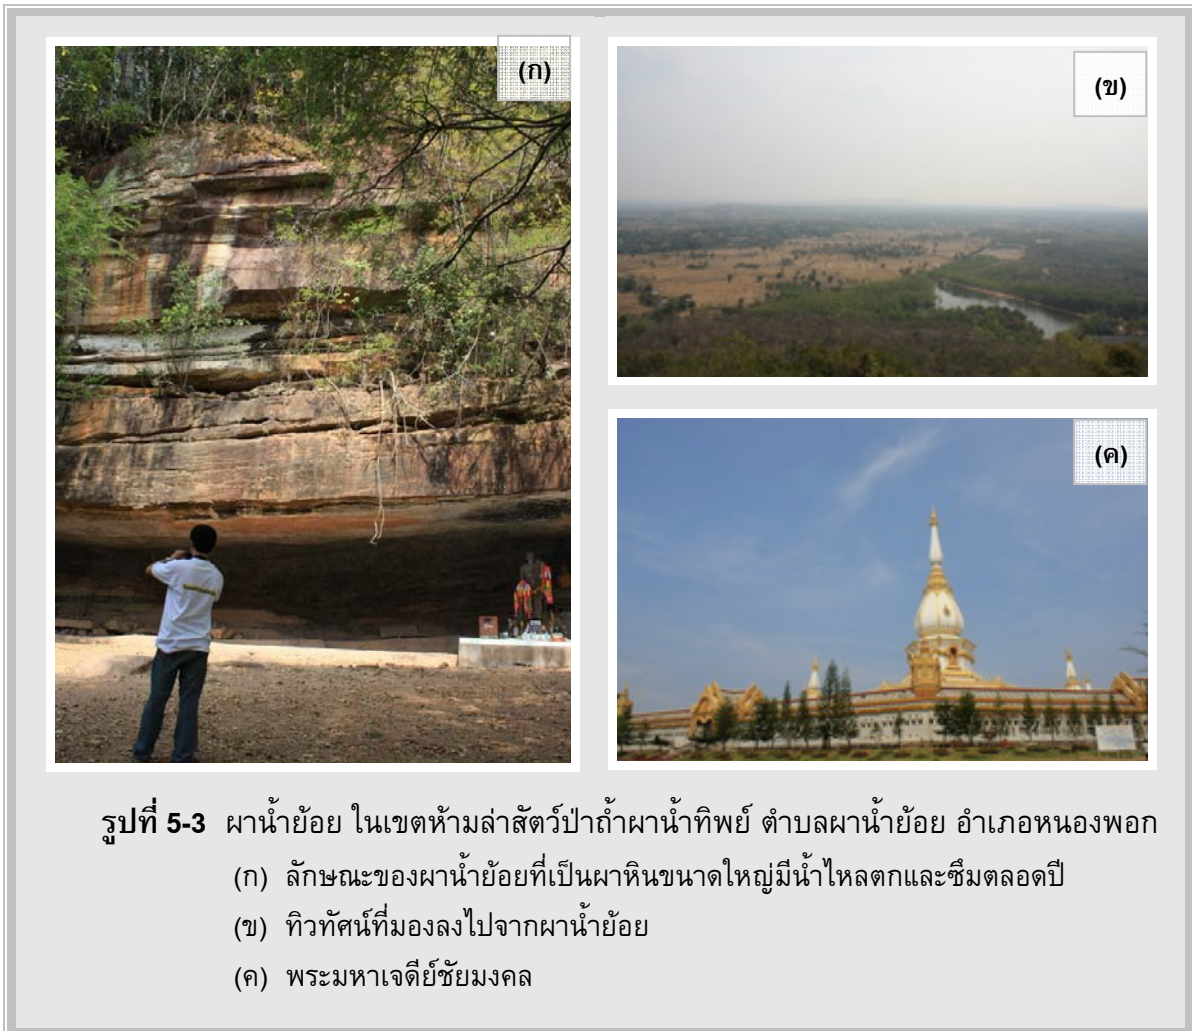 (ก)
(ข)
(ค)
รูปที่ 5-3 ผาน้ำย้อย ในเขตห้ามล่าสัตว์ป่าถ้ำผาน้ำทิพย์ ตำบลผาน้ำย้อย อำเภอหนองพอก
(ก) ลักษณะของผาน้ำย้อยที่เป็นผาหินขนาดใหญ่มีน้ำไหลตกและซึมตลอดปี
(ข) ทิวทัศน์ที่มองลงไปจากผาน้ำย้อย
(ค) พระมหาเจดีย์ชัยมงคล